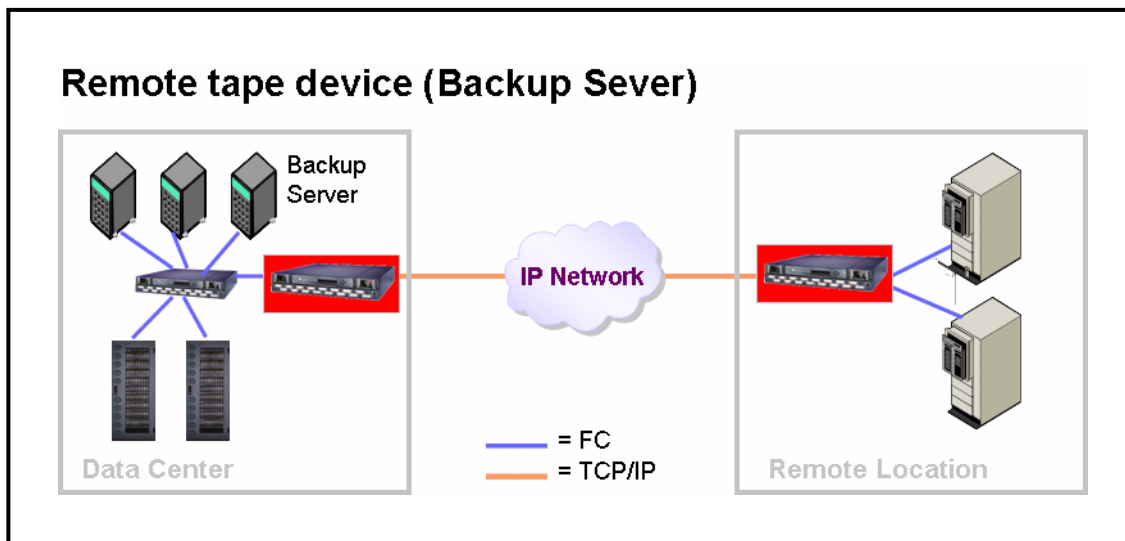 Remote tape device (Backup Sever)
Backup
Server
IP Network
= FC
= TCP/IP
Data Center
Remote Location